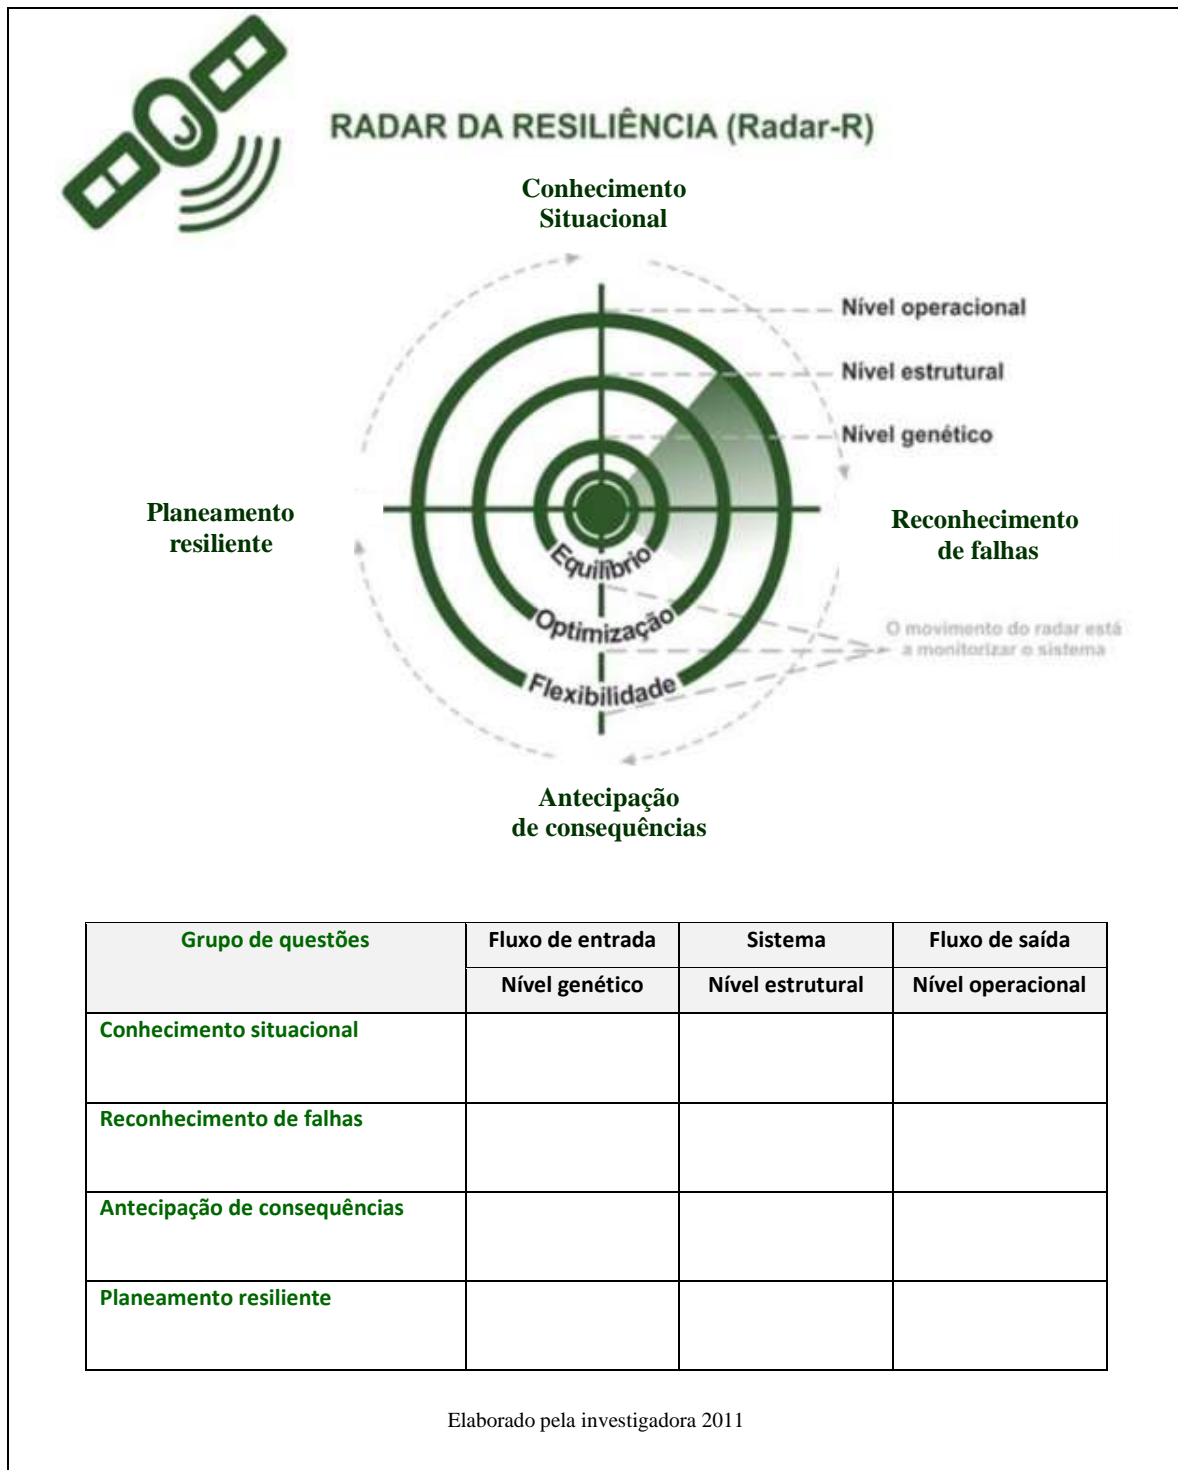 RADAR DA RESILIÊNCIA (Radar-R)
Conhecimento
Situacional
Nível operacional
Nível estrutural
Nível genético
Planeamento
resiliente
Reconhecimento
de falhas
Equilíbrio
Optimização
Flexibilidade
O movimento do radar está
a monitorizar o sistema
Antecipação
de consequências
Grupo de questões
Fluxo de entrada
Sistema
Fluxo de saída
Nível genético
Nível estrutural
Nível operacional
Conhecimento situacional
Reconhecimento de falhas
Antecipação de consequências
Planeamento resiliente
Elaborado pela investigadora 2011